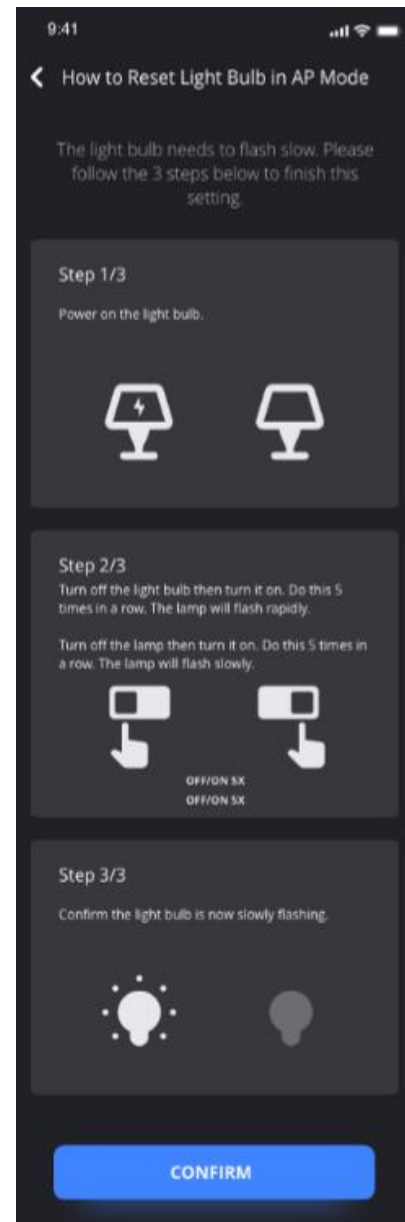 9:41
How to Reset Light Bulb in AP Mode
The light bulb needs to flash slow. Please
follow the 3 steps below to finish this
setting.
Step 1/3
Power on the light bulb.
Step 2/3
Turn off the light bulb then turn it on. Do this 5
times in a row. The lamp will flash rapidly.
Turn off the lamp then turn it on. Do this 5 times in
a row. The lamp will flash slowly.
OFF/ON 5X
OFF/ON 5X
Step 3/3
Confirm the light bulb is now slowly flashing.
CONFIRM